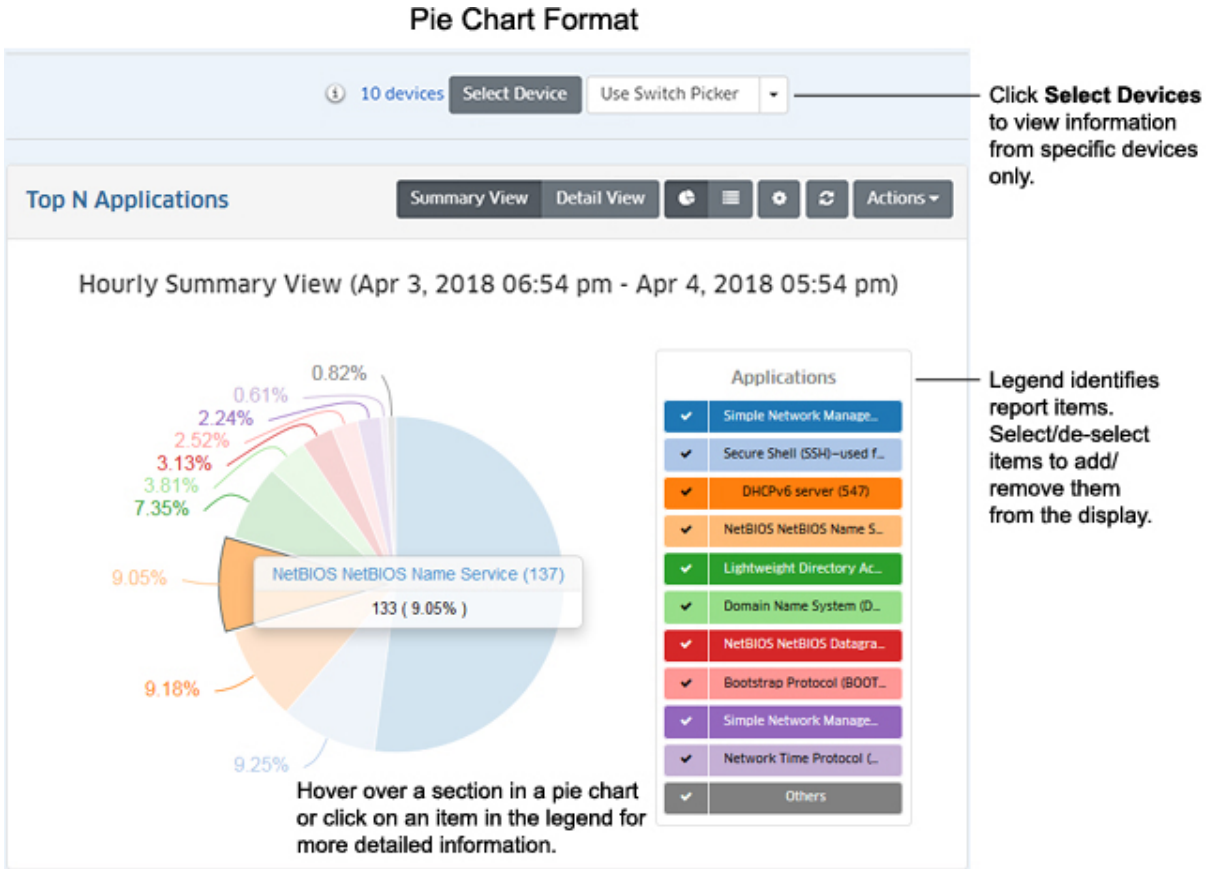 Pie Chart Format
10 devices Select Device Use Switch Picker
Click Select Devices
to view information
from specific devices
only.
Top N Applications Summary View Detail View Actions
Hourly Summary View (Apr 3, 2018 06:54 pm - Apr 4, 2018 05:54 pm)
0.82%
0.61%
2.24%
2.52%
3.13%
3.81%
7.35%
9.05%
9.18%
9.25%
NetBIOS NetBIOS Name Service (137)
133 ( 9.05% )
Applications
Simple Network Manage...
Secure Shell (SSH)–used f...
DHCPv6 server (547)
NetBIOS NetBIOS Name S...
Lightweight Directory Ac...
Domain Name System (D...
NetBIOS NetBIOS Datagra...
Bootstrap Protocol (BOOT...
Simple Network Manage...
Network Time Protocol (...
Others
Legend identifies
report items.
Select/de-select
items to add/
remove them
from the display.
Hover over a section in a pie chart
or click on an item in the legend for
more detailed information.